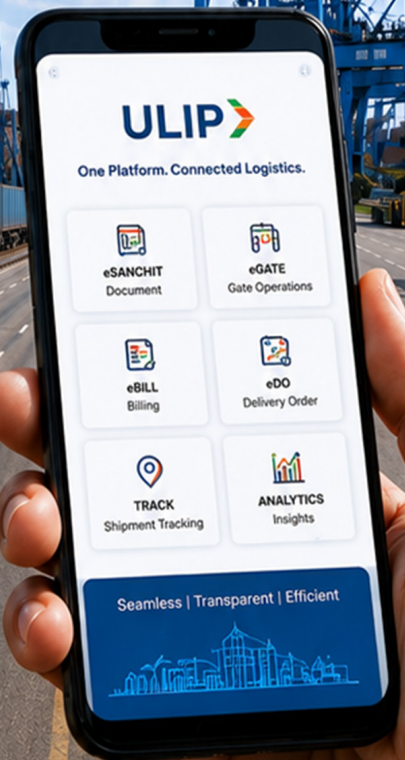 ULIP
One Platform. Connected Logistics.
eSANCHIT
Document
eGATE
Gate Operations
eBILL
Billing
eDO
Delivery Order
TRACK
Shipment Tracking
ANALYTICS
Insights
Seamless | Transparent | Efficient